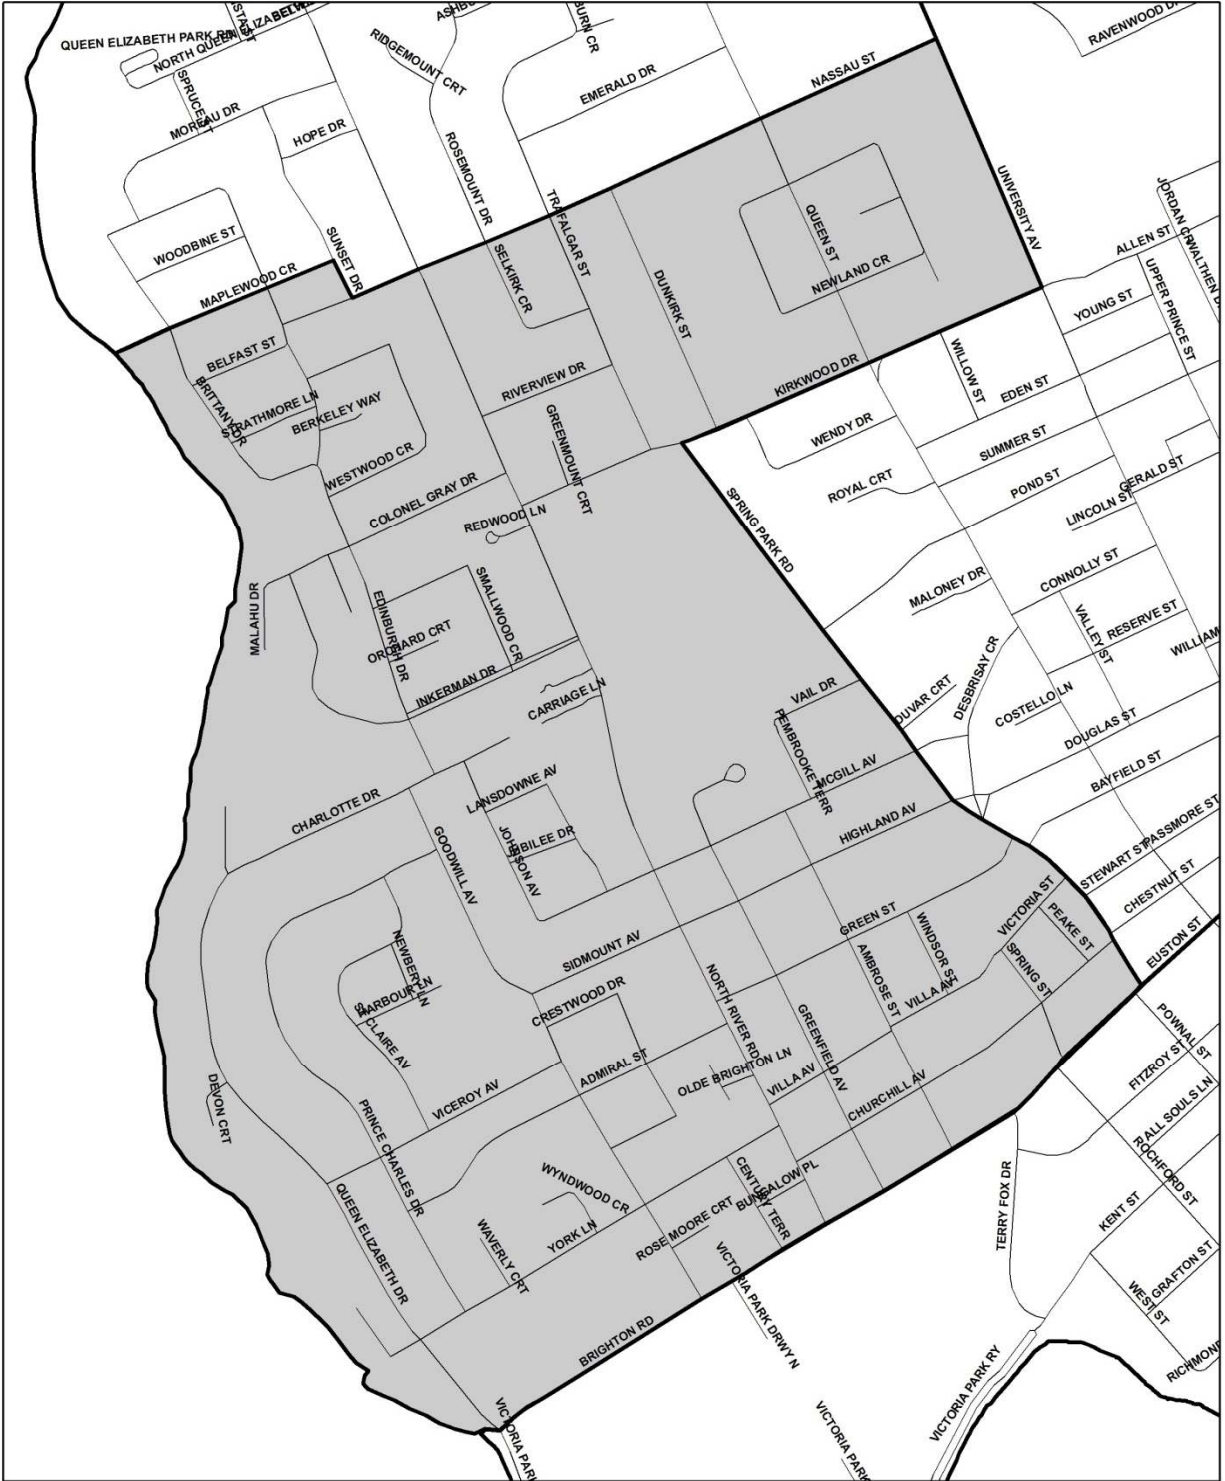 ASHBU
BURN CR
RAVENWOOD D
QUEEN ELIZABETH PARK RD
NORTH QUEEN ELIZABETH
RIDGEMOUNT CRT
NASSAU ST
EMERALD DR
SPRUCE ST
MOREAU DR
HOPE DR
ROSEMOUNT DR
UNIVERSITY AV
JORDAN CR
TRAFALGAR ST
QUEEN ST
ALLEN ST
WALTHEN D
WOODBINE ST
SUNSET DR
MAPLEWOOD CR
SELKIRK CR
DUNKIRK ST
NEWLAND CR
UPPER PRINCE ST
YOUNG ST
BELFAST ST
KIRKWOOD DR
WILLOW ST
EDEN ST
RIVERVIEW DR
BRITTANY DR
STRATHMORE LN
BERKELEY WAY
GREENMOUNT CRT
WENDY DR
SUMMER ST
WESTWOOD CR
COLONEL GRAY DR
ROYAL CRT
POND ST
GERALD ST
LINCOLN ST
REDWOOD LN
SPRING PARK RD
MALAHU DR
EDINBURGH DR
ORCHARD CRT
SMALLWOOD CR
MALONEY DR
CONNOLLY ST
VALLEY ST
RESERVE ST
WILLIAM
INKERMAN DR
CARRIAGE LN
VAIL DR
DUVAR CRT
DESBRISAY CR
COSTELLO LN
DOUGLAS ST
PEMBROOKE TERR
MCGILL AV
BAYFIELD ST
LANSDOWNE AV
CHARLOTTE DR
GOODWILL AV
JOHNSON AV
JUBILEE DR
HIGHLAND AV
STEWART ST
PASSMORE ST
CHESTNUT ST
VICTORIA ST
PEAKE ST
GREEN ST
WINDSOR ST
EUSTON ST
SIDMOUNT AV
NEWBERY LN
HARBOUR LN
ST CLAIRE AV
CRESTWOOD DR
NORTH RIVER RD
AMBROSE ST
VILLA AV
SPRING ST
POWNAL ST
FITZROY ST
ADMIRAL ST
GREENFIELD AV
OLDE BRIGHTON LN
VILLA AV
CHURCHILL AV
DEVON CRT
VICEROY AV
PRINCE CHARLES DR
ALL SOULS LN
ROCHFORD ST
WYNDWOOD CR
CENTURY TERR
BUNGALOW PL
ROSE MOORE CRT
TERRY FOX DR
KENT ST
QUEEN ELIZABETH DR
WAVERLY CRT
YORK LN
VICTORIA PARK DRWY N
WEST ST
GRAFTON ST
BRIGHTON RD
VICTORIA PARK RY
RICHMOND
VICTORIA PARK
VICTORIA PARK